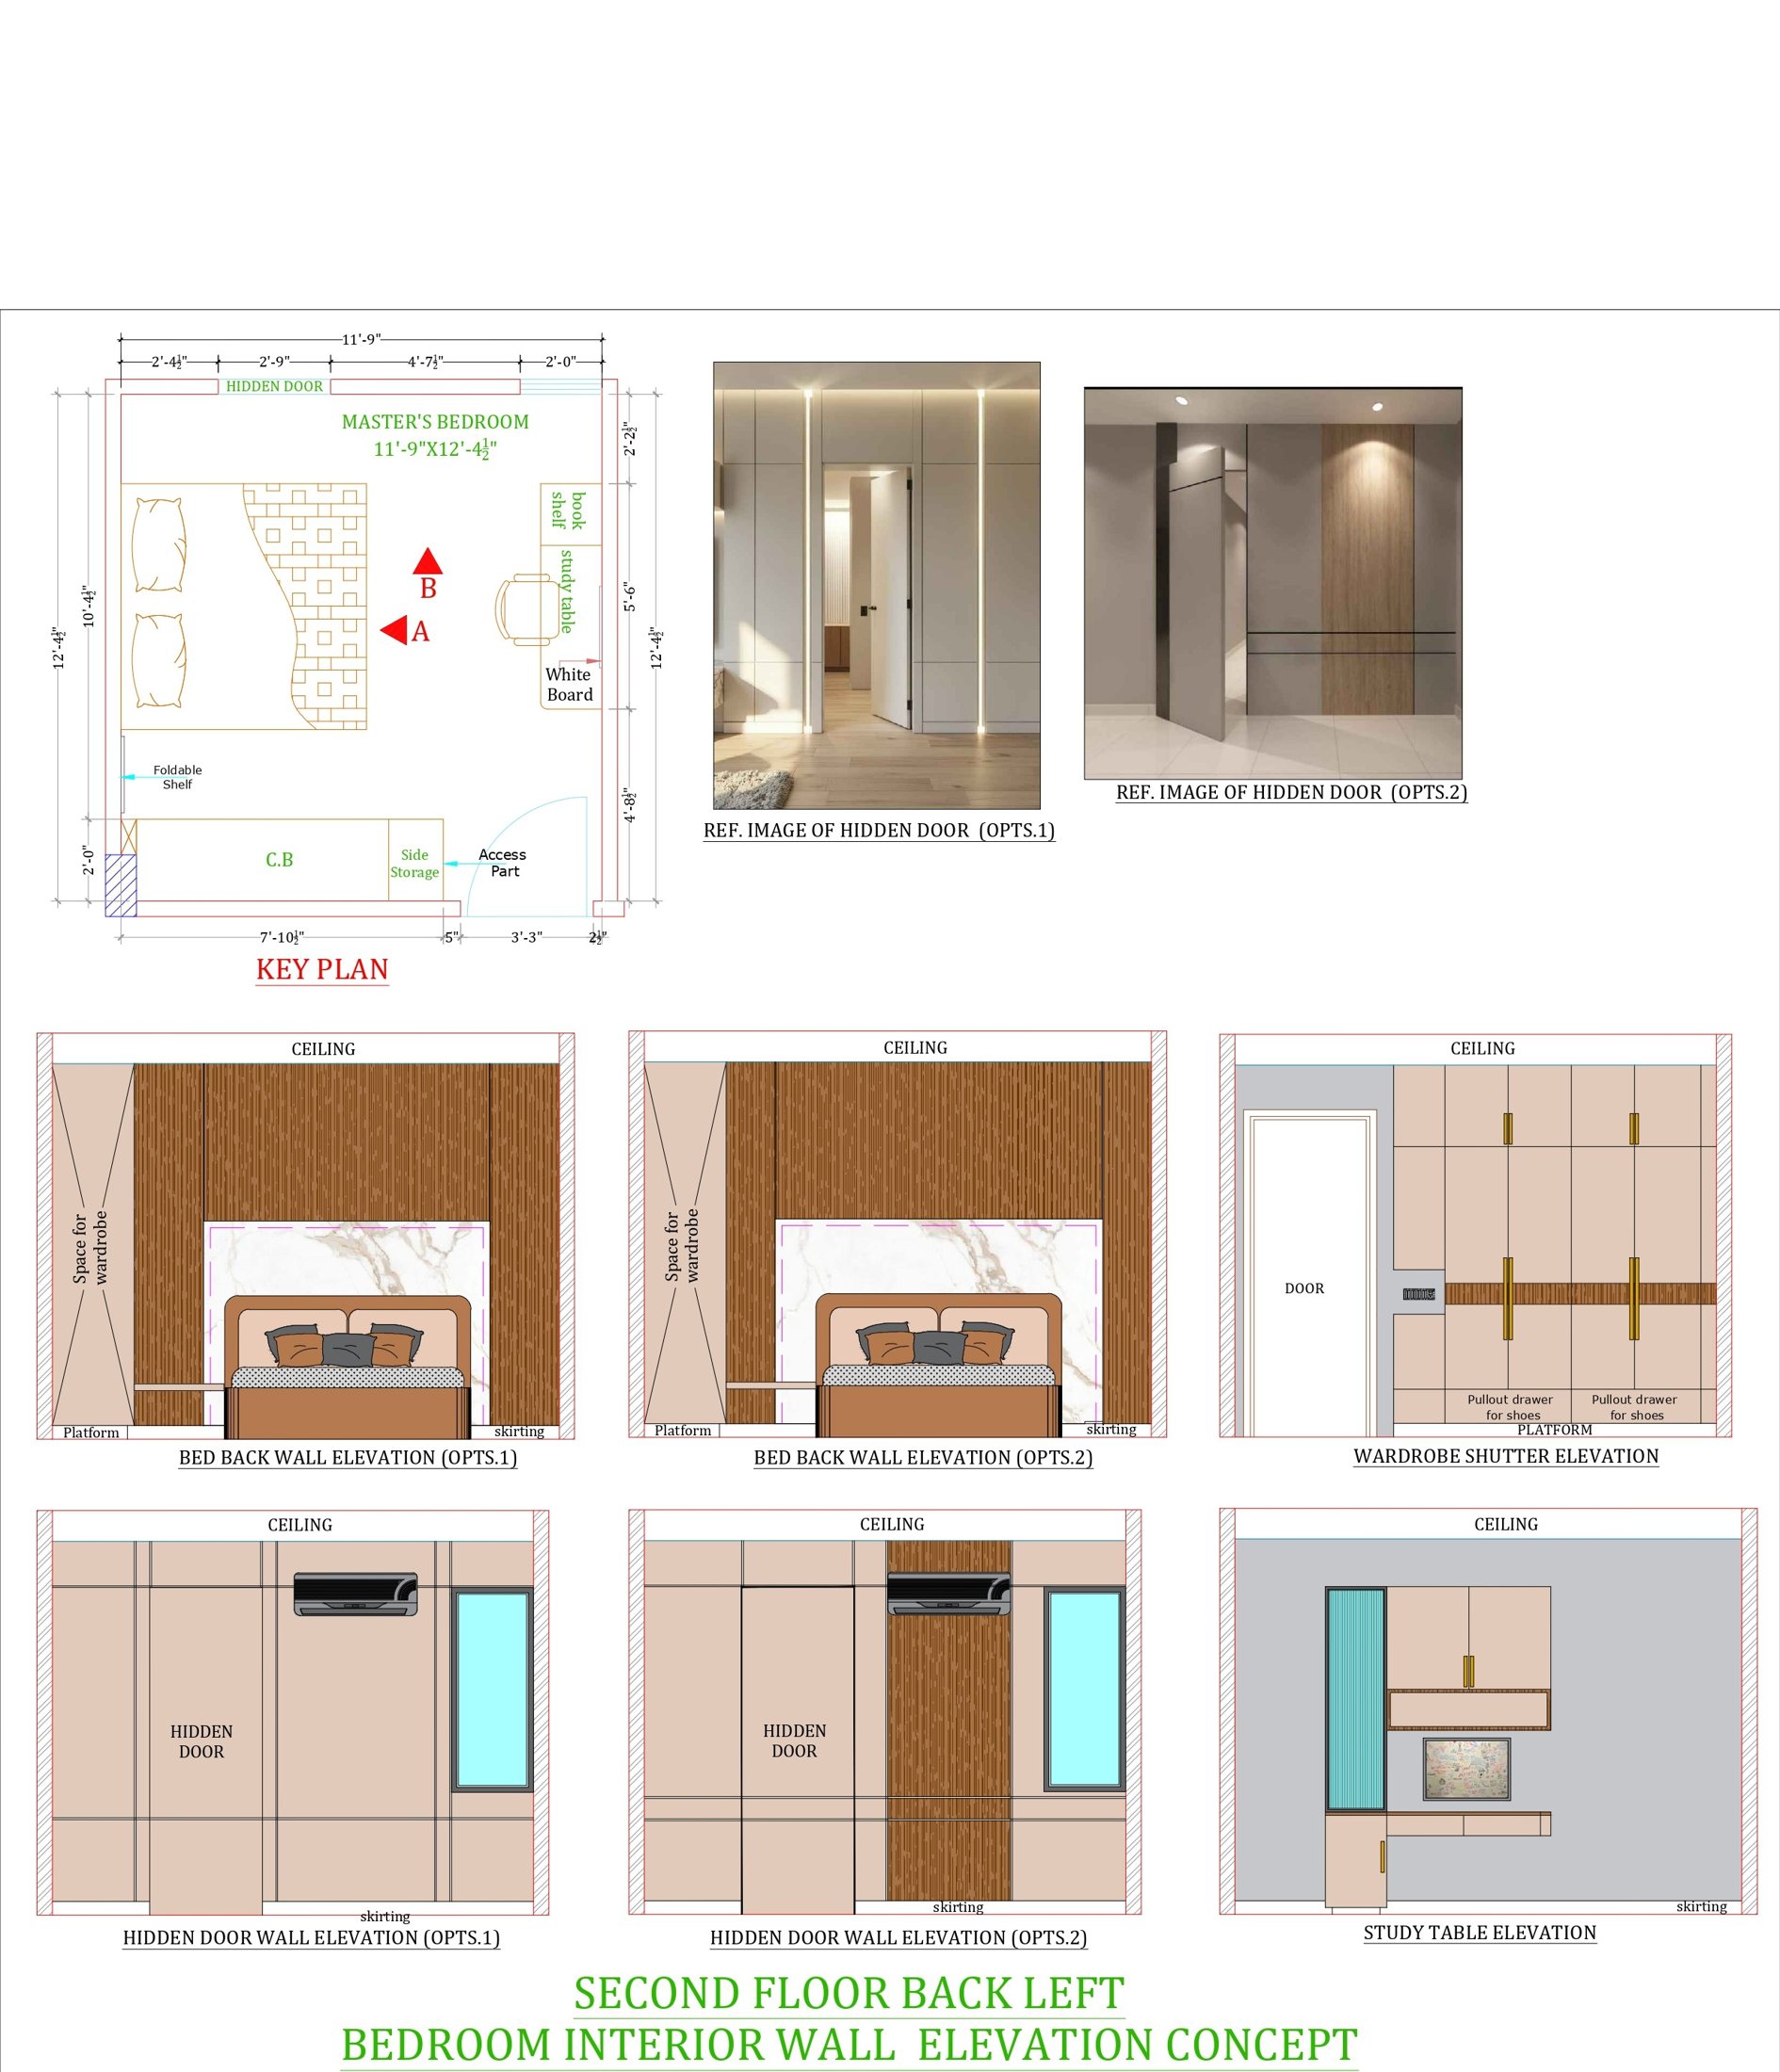 11'-9"
2'-4½"
2'-9"
4'-7½"
2'-0"
HIDDEN DOOR
MASTER'S BEDROOM
11'-9"X12'-4½"
2'-2½"
book
shelf
study table
5'-6"
12'-4½"
10'-4½"
12'-4½"
B
A
White
Board
Foldable
Shelf
4'-8½"
2'-0"
C.B
Side
Storage
Access
Part
7'-10½"
5"
3'-3"
2½"
KEY PLAN
REF. IMAGE OF HIDDEN DOOR (OPTS.1)
REF. IMAGE OF HIDDEN DOOR (OPTS.2)
CEILING
Space for
wardrobe
Platform
skirting
BED BACK WALL ELEVATION (OPTS.1)
CEILING
Space for
wardrobe
Platform
skirting
BED BACK WALL ELEVATION (OPTS.2)
CEILING
DOOR
Pullout drawer
for shoes
Pullout drawer
for shoes
PLATFORM
WARDROBE SHUTTER ELEVATION
CEILING
HIDDEN
DOOR
skirting
HIDDEN DOOR WALL ELEVATION (OPTS.1)
CEILING
HIDDEN
DOOR
skirting
HIDDEN DOOR WALL ELEVATION (OPTS.2)
CEILING
skirting
STUDY TABLE ELEVATION
SECOND FLOOR BACK LEFT
BEDROOM INTERIOR WALL ELEVATION CONCEPT